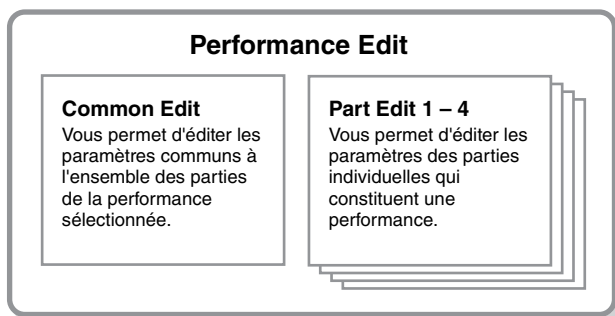 Performance Edit
Common Edit
Vous permet d'éditer les
paramètres communs à
l'ensemble des parties
de la performance
sélectionnée.
Part Edit 1 – 4
Vous permet d'éditer les
paramètres des parties
individuelles qui
constituent une
performance.